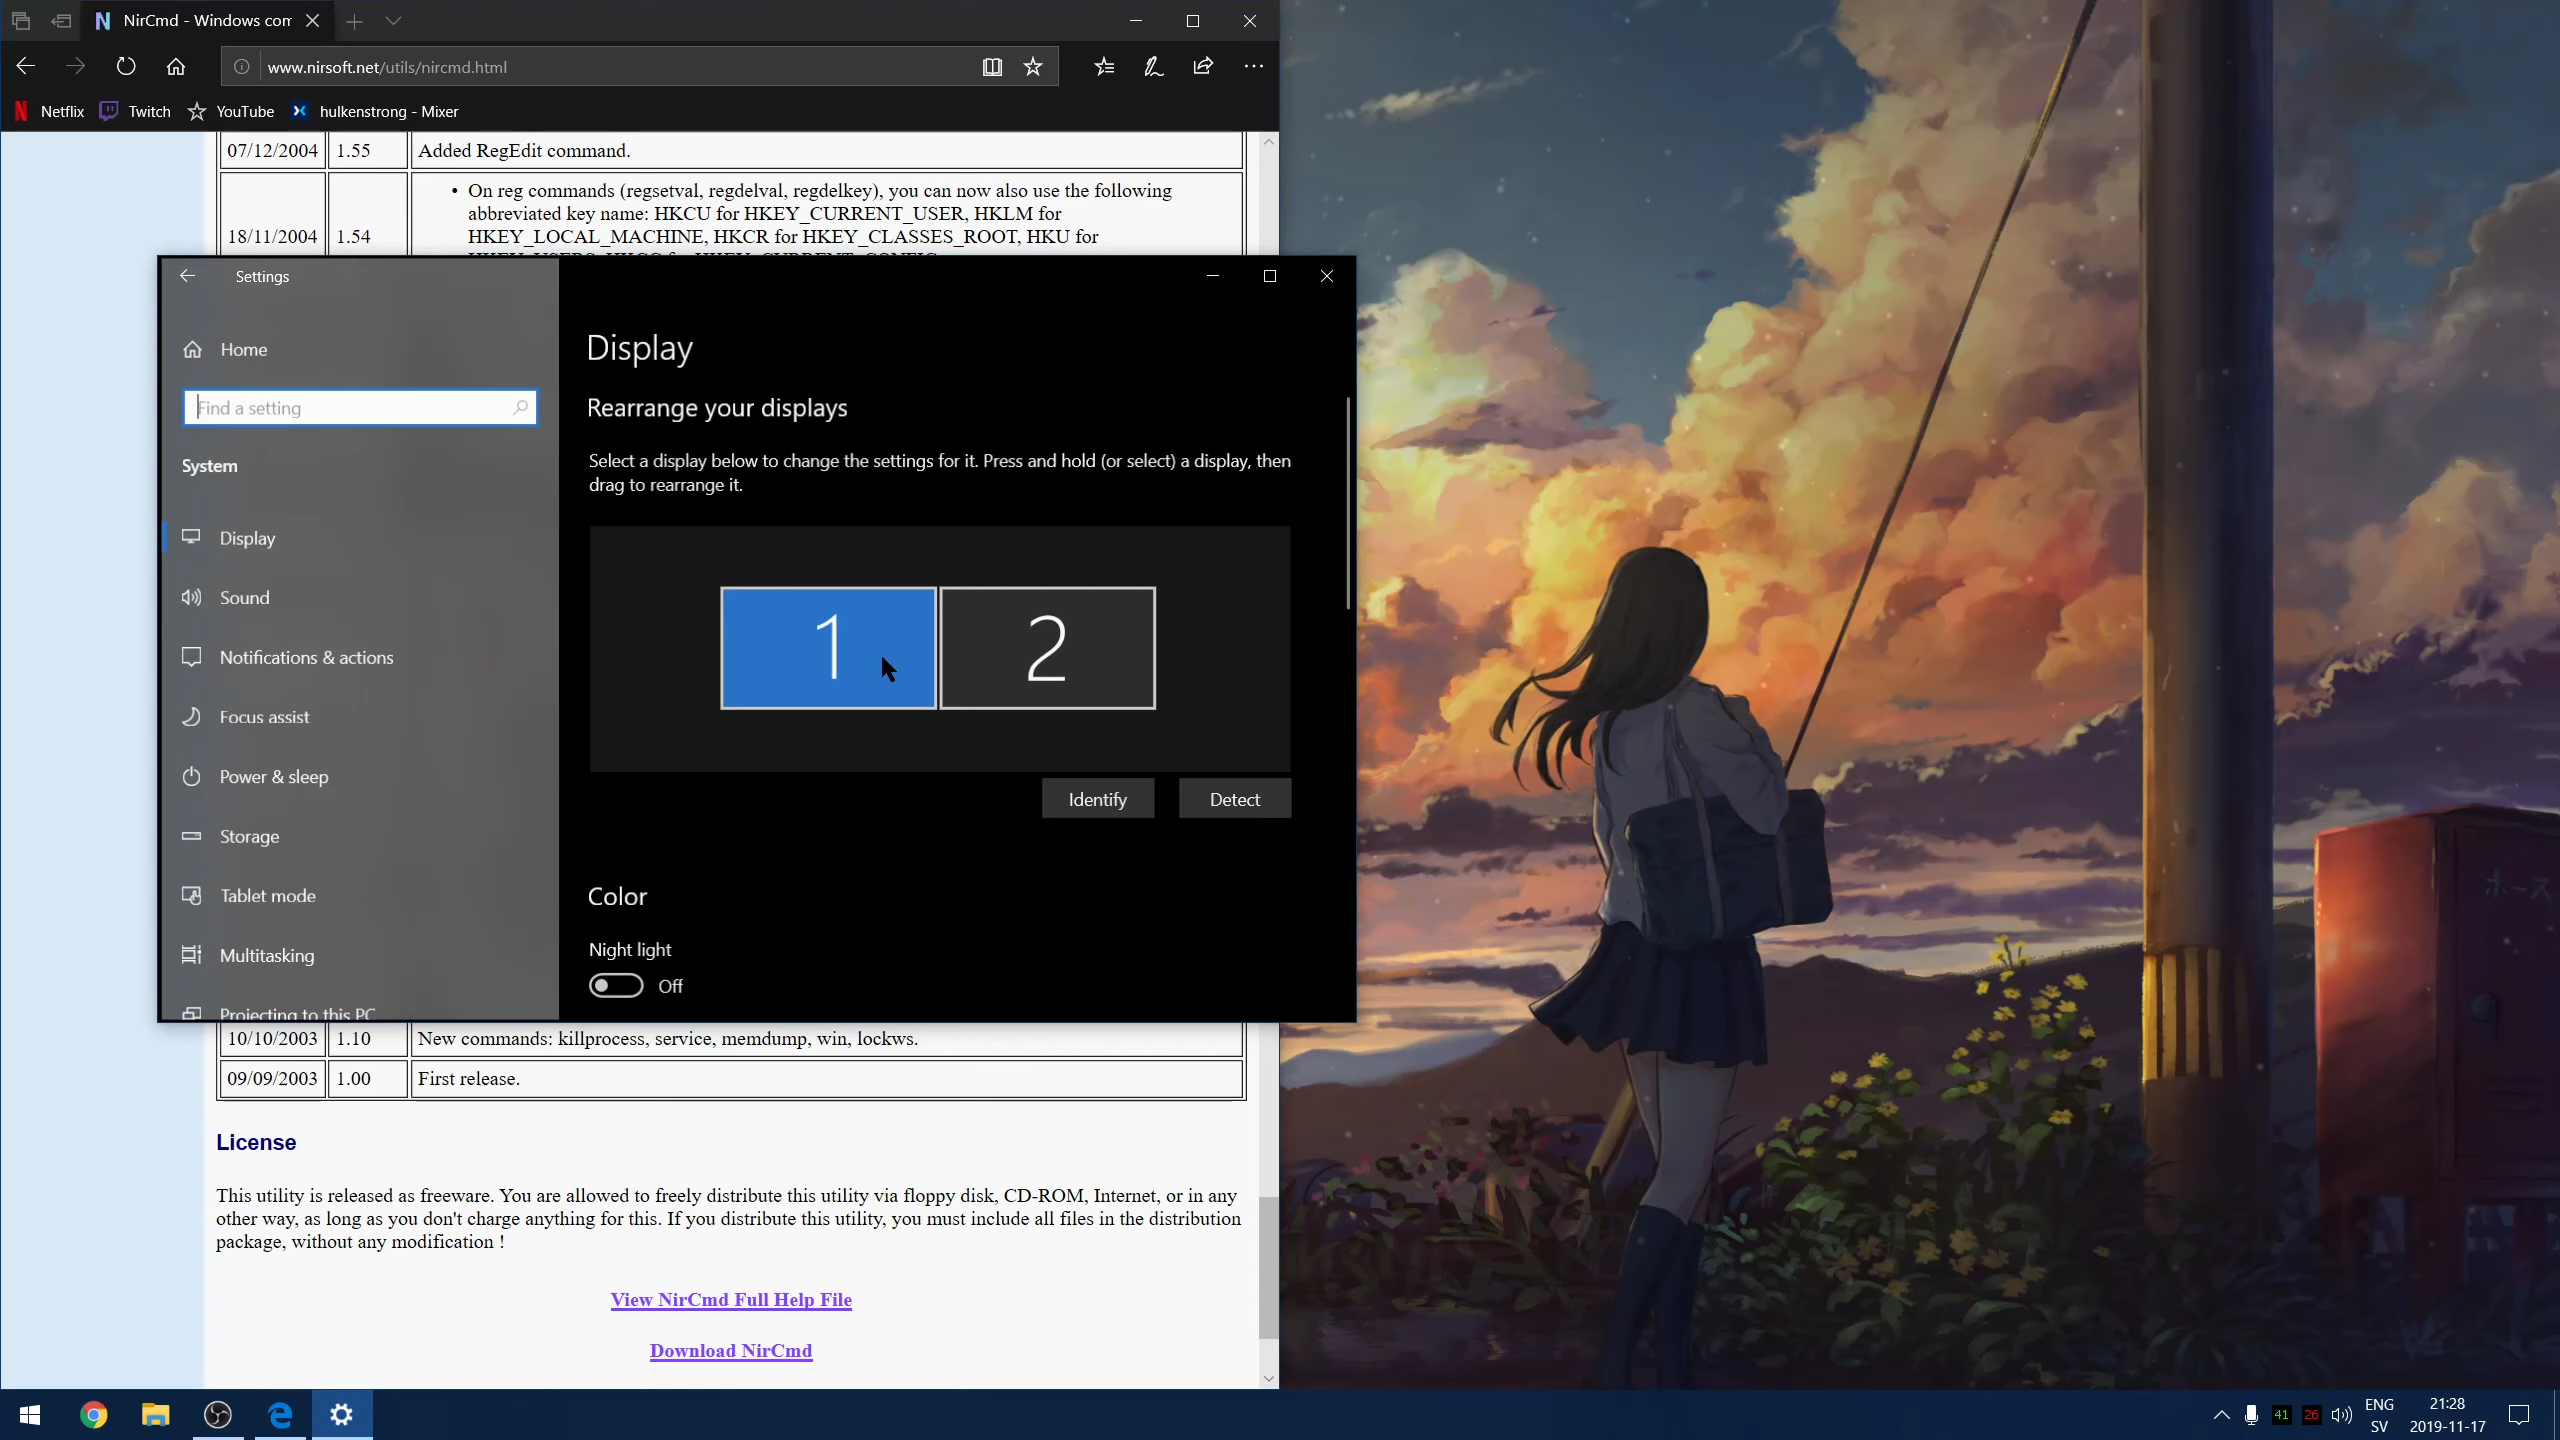 NirCmd - Windows com
www.nirsoft.net/utils/nircmd.html
Netflix
Twitch
YouTube
hulkenstrong - Mixer
07/12/2004 1.55 Added RegEdit command.
• On reg commands (regsetval, regdelval, regdelkey), you can now also use the following
abbreviated key name: HKCU for HKEY_CURRENT_USER, HKLM for
18/11/2004 1.54 HKEY_LOCAL_MACHINE, HKCR for HKEY_CLASSES_ROOT, HKU for
Settings
Home
Find a setting
System
Display
Sound
Notifications & actions
Focus assist
Power & sleep
Storage
Tablet mode
Multitasking
Projecting to this PC
Display
Rearrange your displays
Select a display below to change the settings for it. Press and hold (or select) a display, then
drag to rearrange it.
1
2
Identify
Detect
Color
Night light
Off
10/10/2003 1.10 New commands: killprocess, service, memdump, win, lockws.
09/09/2003 1.00 First release.
License
This utility is released as freeware. You are allowed to freely distribute this utility via floppy disk, CD-ROM, Internet, or in any
other way, as long as you don't charge anything for this. If you distribute this utility, you must include all files in the distribution
package, without any modification !
View NirCmd Full Help File
Download NirCmd
ホース
41
26
ENG
SV
21:28
2019-11-17